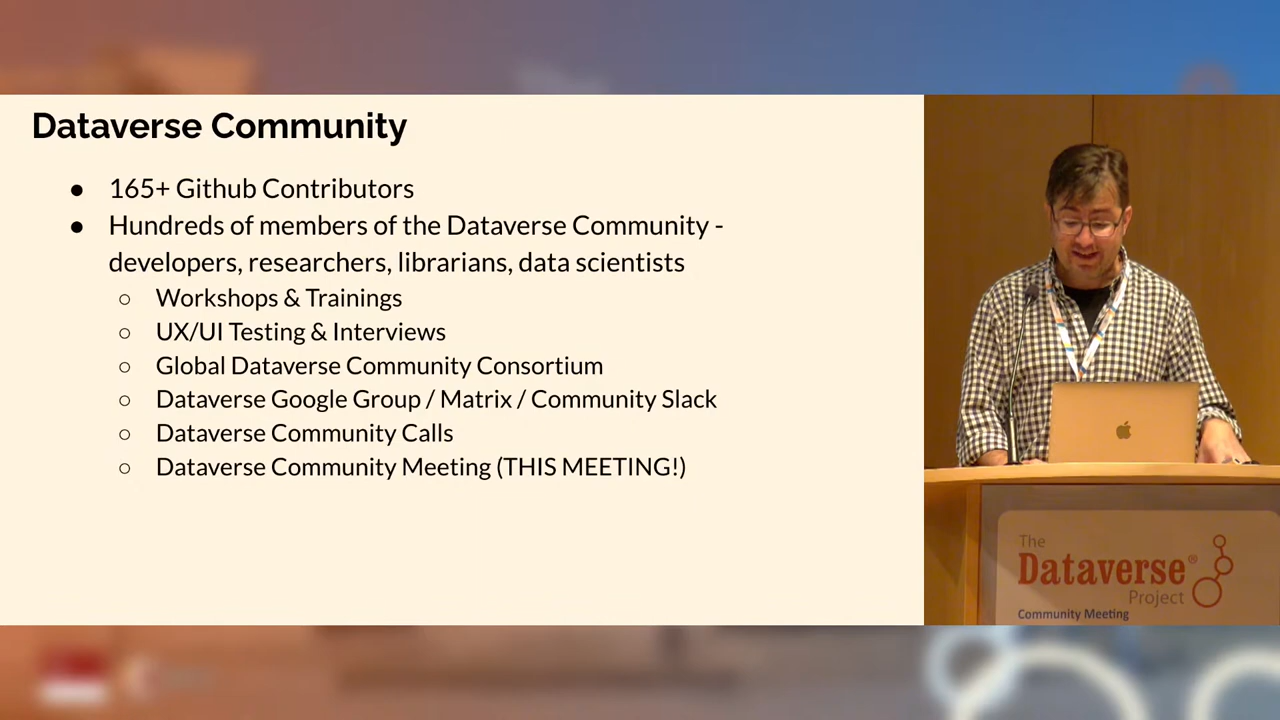 Dataverse Community
● 165+ Github Contributors
● Hundreds of members of the Dataverse Community -
developers, researchers, librarians, data scientists
○ Workshops & Trainings
○ UX/UI Testing & Interviews
○ Global Dataverse Community Consortium
○ Dataverse Google Group / Matrix / Community Slack
○ Dataverse Community Calls
○ Dataverse Community Meeting (THIS MEETING!)
The
Dataverse®
Project
Community Meeting